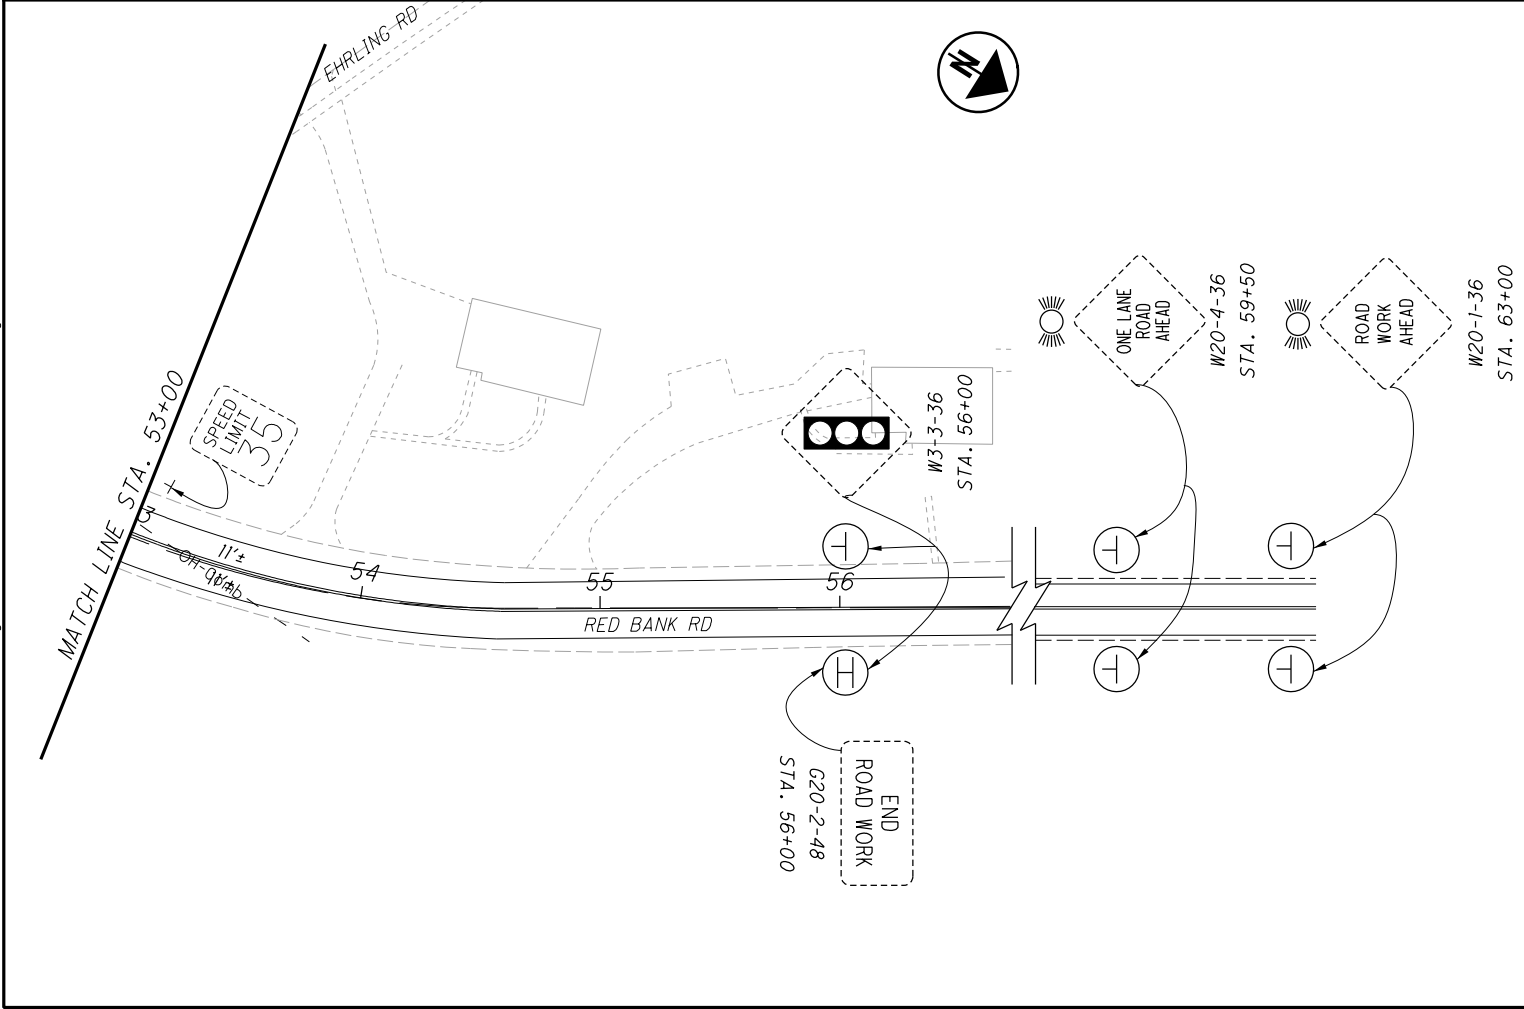 EHRLING RD
N
MATCH LINE STA. 53+00
SPEED
LIMIT
35
11'±
54
55
56
RED BANK RD
W3-3-36
STA. 56+00
ONE LANE
ROAD
AHEAD
W20-4-36
STA. 59+50
ROAD
WORK
AHEAD
W20-1-36
STA. 63+00
END
ROAD WORK
G20-2-48
STA. 56+00